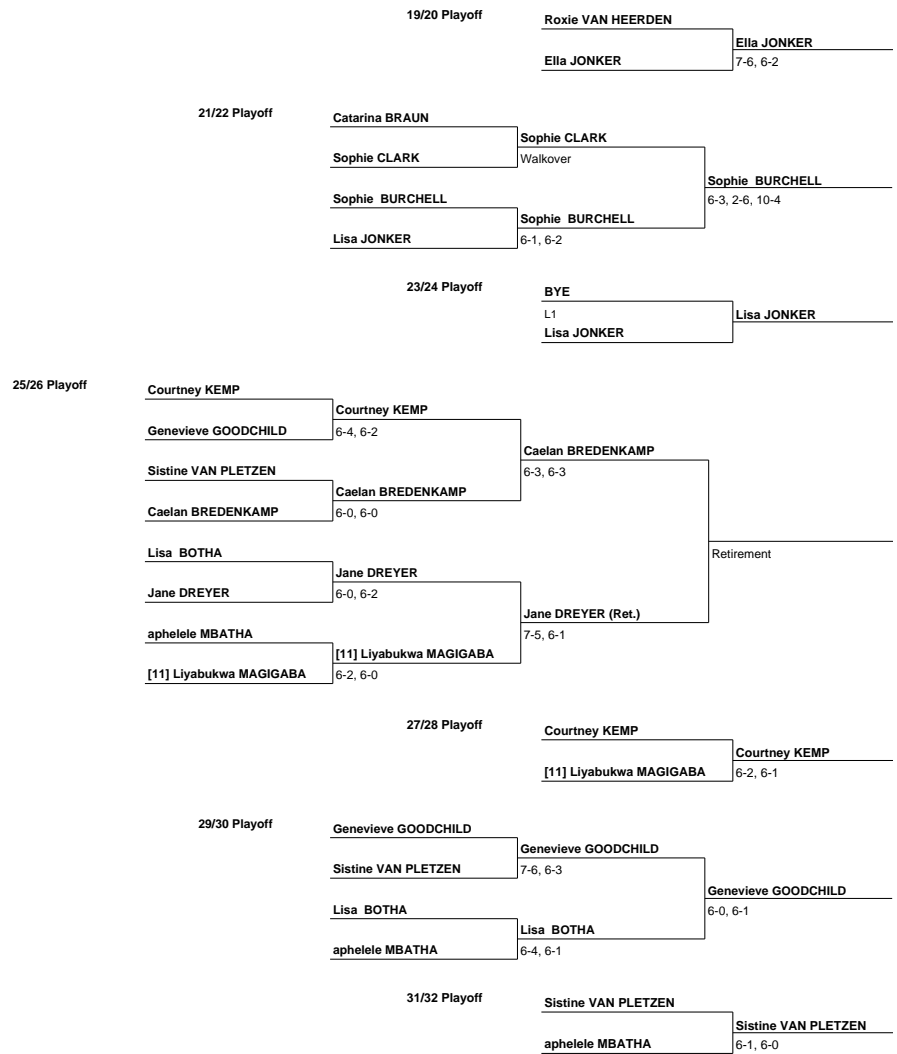 19/20 Playoff
Roxie VAN HEERDEN
Ella JONKER
Ella JONKER
7-6, 6-2
21/22 Playoff
Catarina BRAUN
Sophie CLARK
Sophie CLARK
Walkover
Sophie BURCHELL
Sophie BURCHELL
6-3, 2-6, 10-4
Sophie BURCHELL
Lisa JONKER
6-1, 6-2
23/24 Playoff
BYE
L1
Lisa JONKER
Lisa JONKER
25/26 Playoff
Courtney KEMP
Courtney KEMP
Genevieve GOODCHILD
6-4, 6-2
Caelan BREDENKAMP
Sistine VAN PLETZEN
6-3, 6-3
Caelan BREDENKAMP
Caelan BREDENKAMP
6-0, 6-0
Lisa BOTHA
Retirement
Jane DREYER
Jane DREYER
6-0, 6-2
Jane DREYER (Ret.)
aphelele MBATHA
7-5, 6-1
[11] Liyabukwa MAGIGABA
[11] Liyabukwa MAGIGABA
6-2, 6-0
27/28 Playoff
Courtney KEMP
Courtney KEMP
[11] Liyabukwa MAGIGABA
6-2, 6-1
29/30 Playoff
Genevieve GOODCHILD
Genevieve GOODCHILD
Sistine VAN PLETZEN
7-6, 6-3
Genevieve GOODCHILD
Lisa BOTHA
6-0, 6-1
Lisa BOTHA
aphelele MBATHA
6-4, 6-1
31/32 Playoff
Sistine VAN PLETZEN
Sistine VAN PLETZEN
aphelele MBATHA
6-1, 6-0